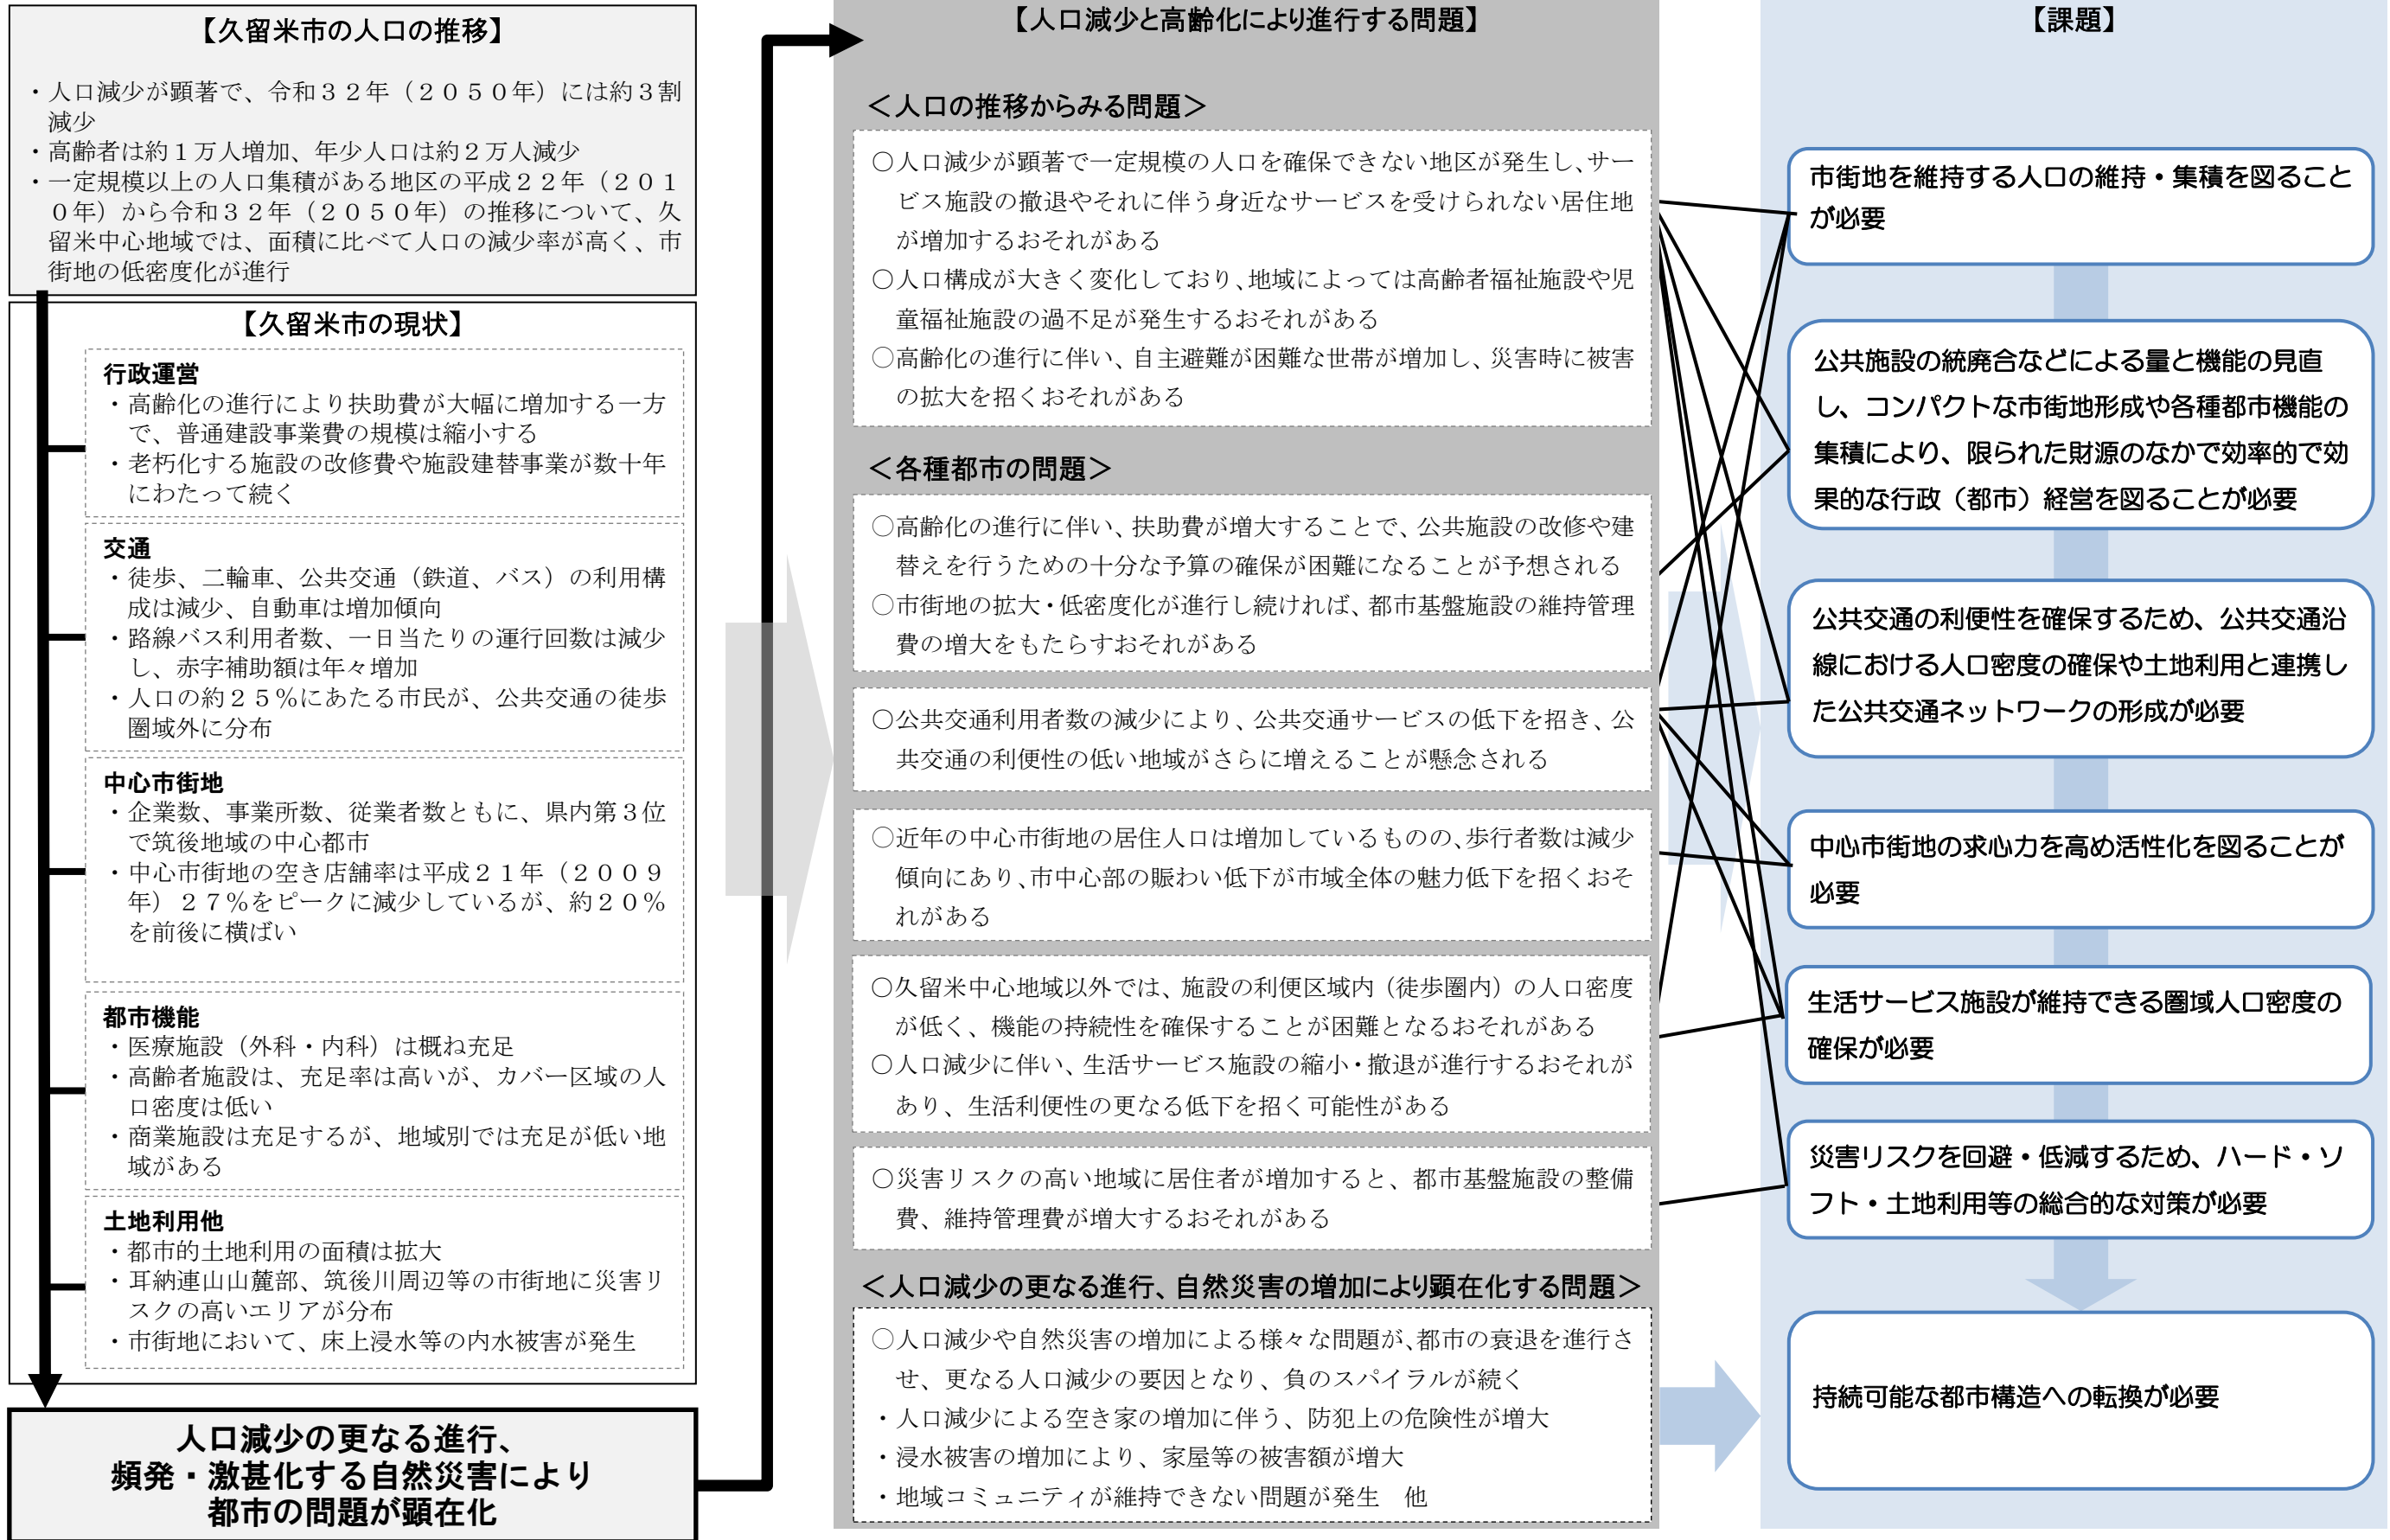 【久留米市の人口の推移】
・人口減少が顕著で、令和３２年（２０５０年）には約３割
減少
・高齢者は約１万人増加、年少人口は約２万人減少
・一定規模以上の人口集積がある地区の平成２２年（２０１
０年）から令和３２年（２０５０年）の推移について、久
留米中心地域では、面積に比べて人口の減少率が高く、市
街地の低密度化が進行
【久留米市の現状】
行政運営
・高齢化の進行により扶助費が大幅に増加する一方
で、普通建設事業費の規模は縮小する
・老朽化する施設の改修費や施設建替事業が数十年
にわたって続く
交通
・徒歩、二輪車、公共交通（鉄道、バス）の利用構
成は減少、自動車は増加傾向
・路線バス利用者数、一日当たりの運行回数は減少
し、赤字補助額は年々増加
・人口の約２５％にあたる市民が、公共交通の徒歩
圏域外に分布
中心市街地
・企業数、事業所数、従業者数ともに、県内第３位
で筑後地域の中心都市
・中心市街地の空き店舗率は平成２１年（２００９
年）２７％をピークに減少しているが、約２０％
を前後に横ばい
都市機能
・医療施設（外科・内科）は概ね充足
・高齢者施設は、充足率は高いが、カバー区域の人
口密度は低い
・商業施設は充足するが、地域別では充足が低い地
域がある
土地利用他
・都市的土地利用の面積は拡大
・耳納連山山麓部、筑後川周辺等の市街地に災害リ
スクの高いエリアが分布
・市街地において、床上浸水等の内水被害が発生
人口減少の更なる進行、
頻発・激甚化する自然災害により
都市の問題が顕在化
【人口減少と高齢化により進行する問題】
＜人口の推移からみる問題＞
○人口減少が顕著で一定規模の人口を確保できない地区が発生し、サー
ビス施設の撤退やそれに伴う身近なサービスを受けられない居住地
が増加するおそれがある
○人口構成が大きく変化しており、地域によっては高齢者福祉施設や児
童福祉施設の過不足が発生するおそれがある
○高齢化の進行に伴い、自主避難が困難な世帯が増加し、災害時に被害
の拡大を招くおそれがある
＜各種都市の問題＞
○高齢化の進行に伴い、扶助費が増大することで、公共施設の改修や建
替えを行うための十分な予算の確保が困難になることが予想される
○市街地の拡大・低密度化が進行し続ければ、都市基盤施設の維持管理
費の増大をもたらすおそれがある
○公共交通利用者数の減少により、公共交通サービスの低下を招き、公
共交通の利便性の低い地域がさらに増えることが懸念される
○近年の中心市街地の居住人口は増加しているものの、歩行者数は減少
傾向にあり、市中心部の賑わい低下が市域全体の魅力低下を招くおそ
れがある
○久留米中心地域以外では、施設の利便区域内（徒歩圏内）の人口密度
が低く、機能の持続性を確保することが困難となるおそれがある
○人口減少に伴い、生活サービス施設の縮小・撤退が進行するおそれが
あり、生活利便性の更なる低下を招く可能性がある
○災害リスクの高い地域に居住者が増加すると、都市基盤施設の整備
費、維持管理費が増大するおそれがある
＜人口減少の更なる進行、自然災害の増加により顕在化する問題＞
○人口減少や自然災害の増加による様々な問題が、都市の衰退を進行さ
せ、更なる人口減少の要因となり、負のスパイラルが続く
・人口減少による空き家の増加に伴う、防犯上の危険性が増大
・浸水被害の増加により、家屋等の被害額が増大
・地域コミュニティが維持できない問題が発生　他
【課題】
市街地を維持する人口の維持・集積を図ること
が必要
公共施設の統廃合などによる量と機能の見直
し、コンパクトな市街地形成や各種都市機能の
集積により、限られた財源のなかで効率的で効
果的な行政（都市）経営を図ることが必要
公共交通の利便性を確保するため、公共交通沿
線における人口密度の確保や土地利用と連携し
た公共交通ネットワークの形成が必要
中心市街地の求心力を高め活性化を図ることが
必要
生活サービス施設が維持できる圏域人口密度の
確保が必要
災害リスクを回避・低減するため、ハード・ソ
フト・土地利用等の総合的な対策が必要
持続可能な都市構造への転換が必要